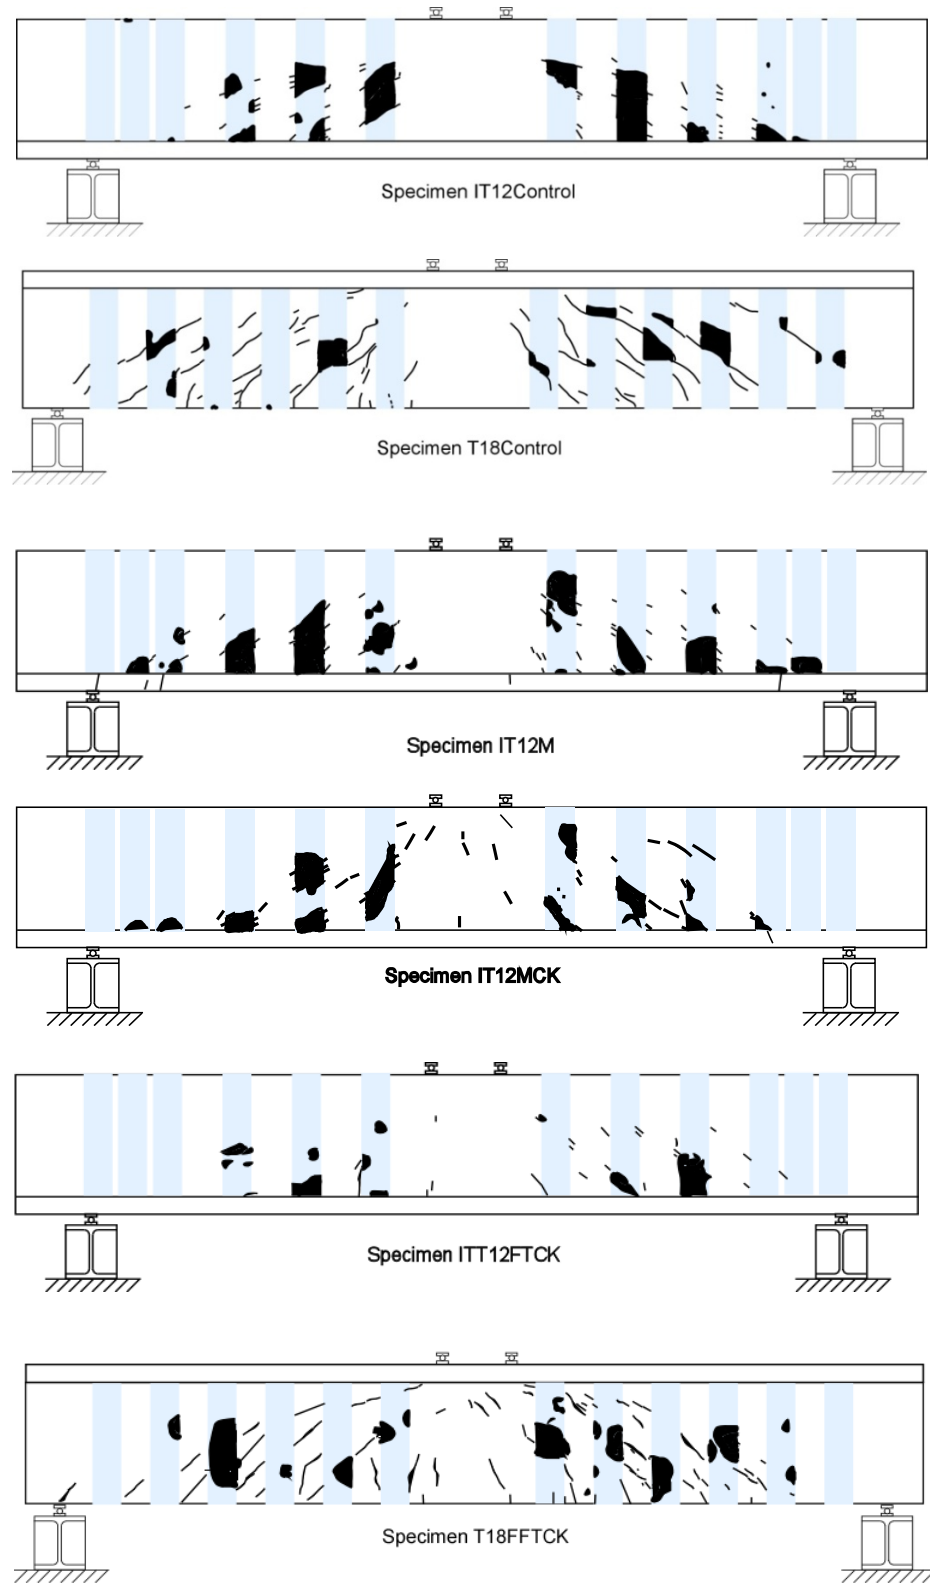 Specimen IT12Control
Specimen T18Control
Specimen IT12M
Specimen IT12MCK
Specimen ITT12FTCK
Specimen T18FFTCK